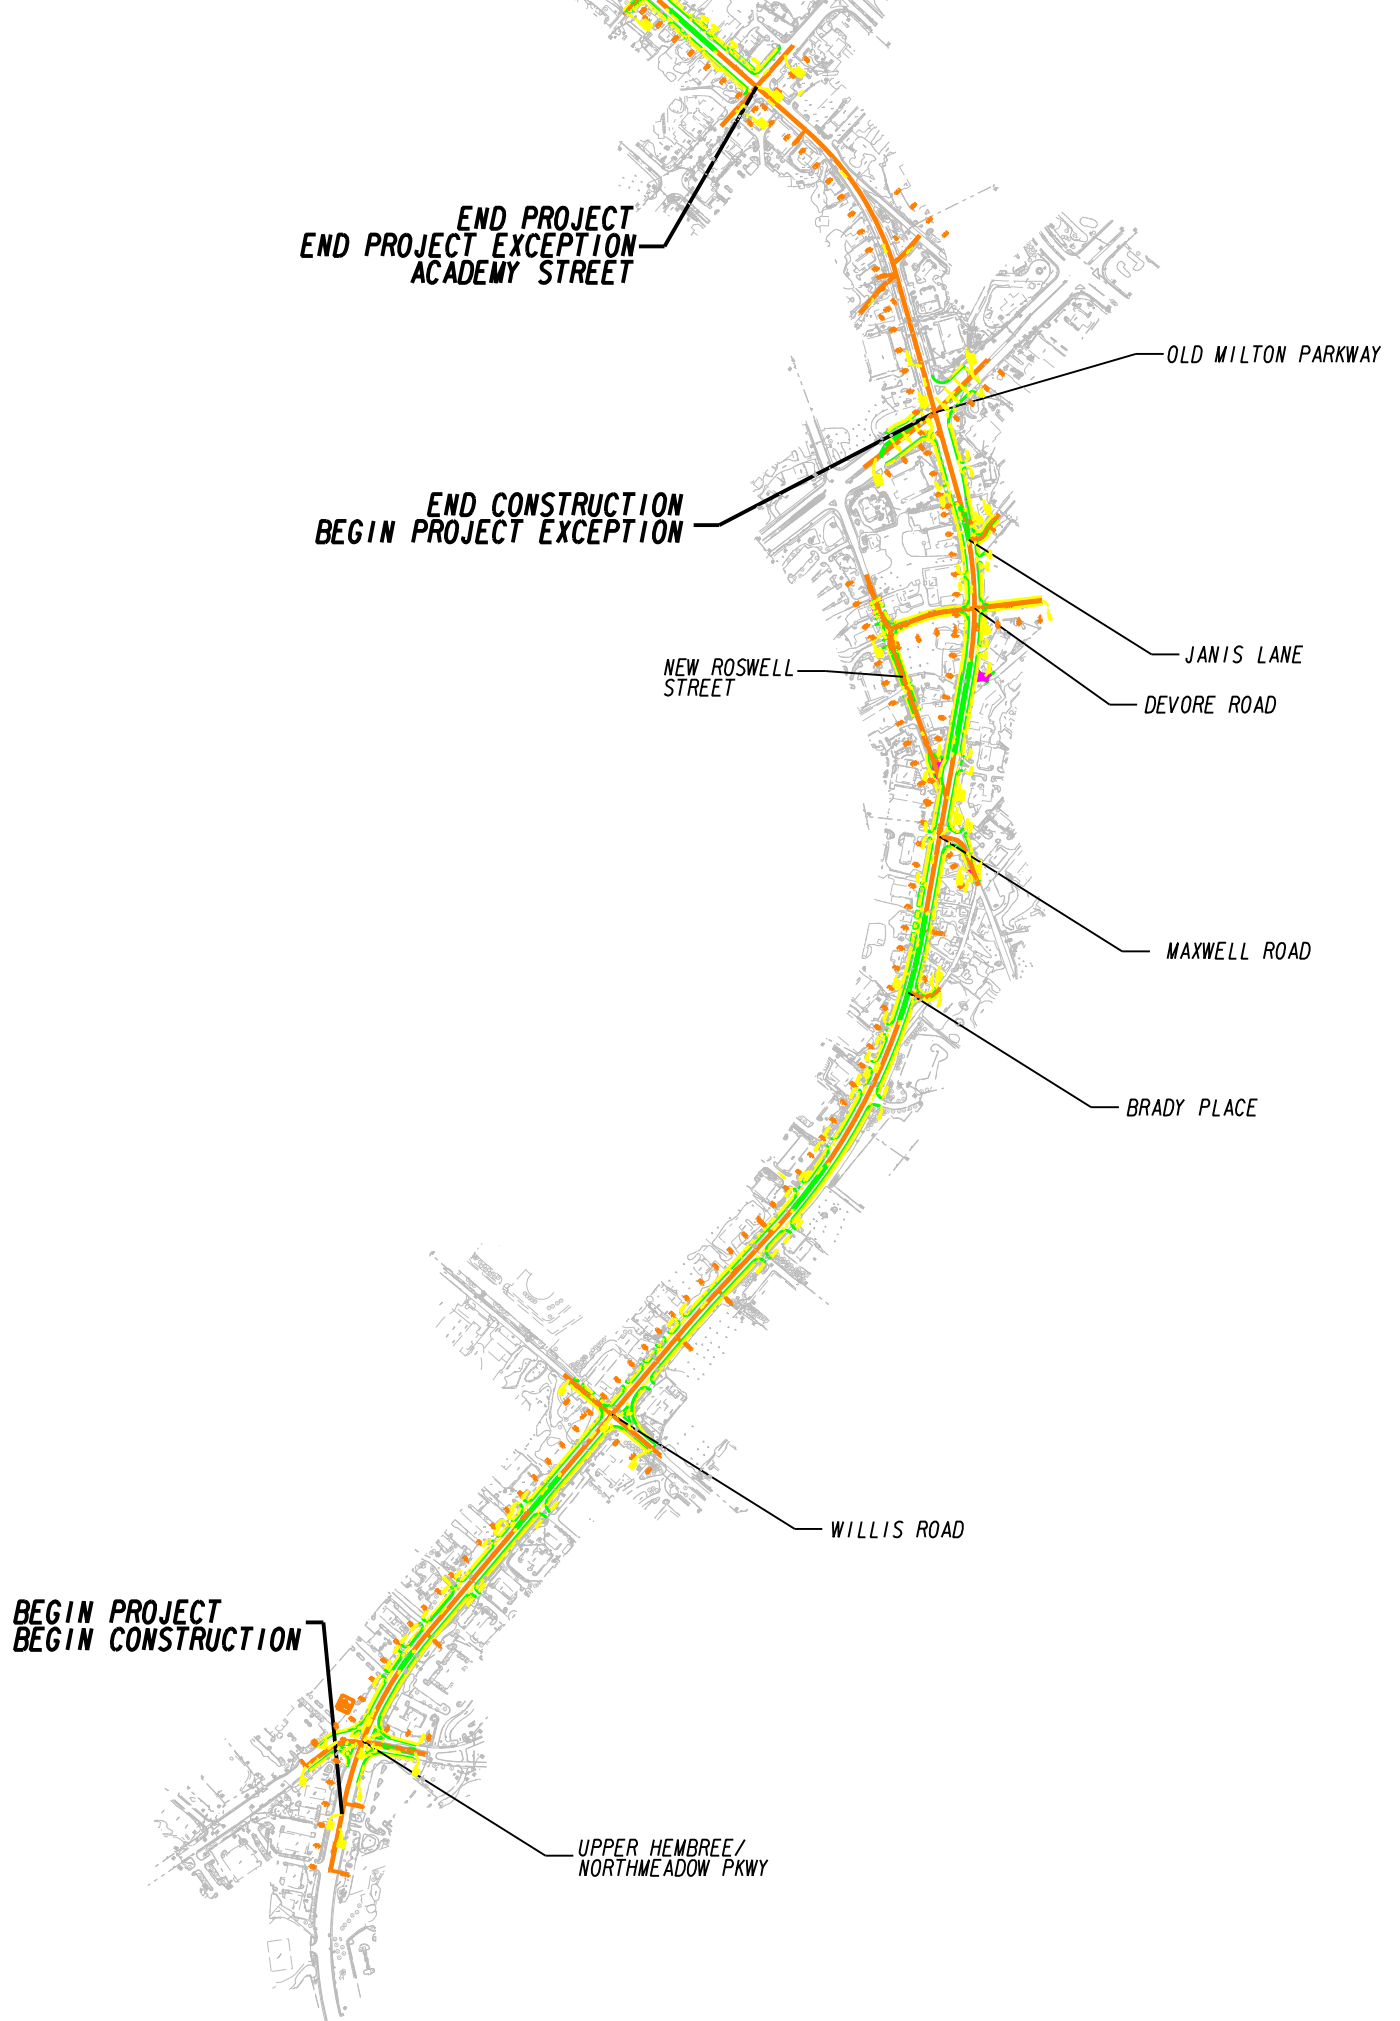 END PROJECT
END PROJECT EXCEPTION
ACADEMY STREET
OLD MILTON PARKWAY
END CONSTRUCTION
BEGIN PROJECT EXCEPTION
JANIS LANE
NEW ROSWELL
STREET
DEVORE ROAD
MAXWELL ROAD
BRADY PLACE
WILLIS ROAD
BEGIN PROJECT
BEGIN CONSTRUCTION
UPPER HEMBREE/
NORTHMEADOW PKWY